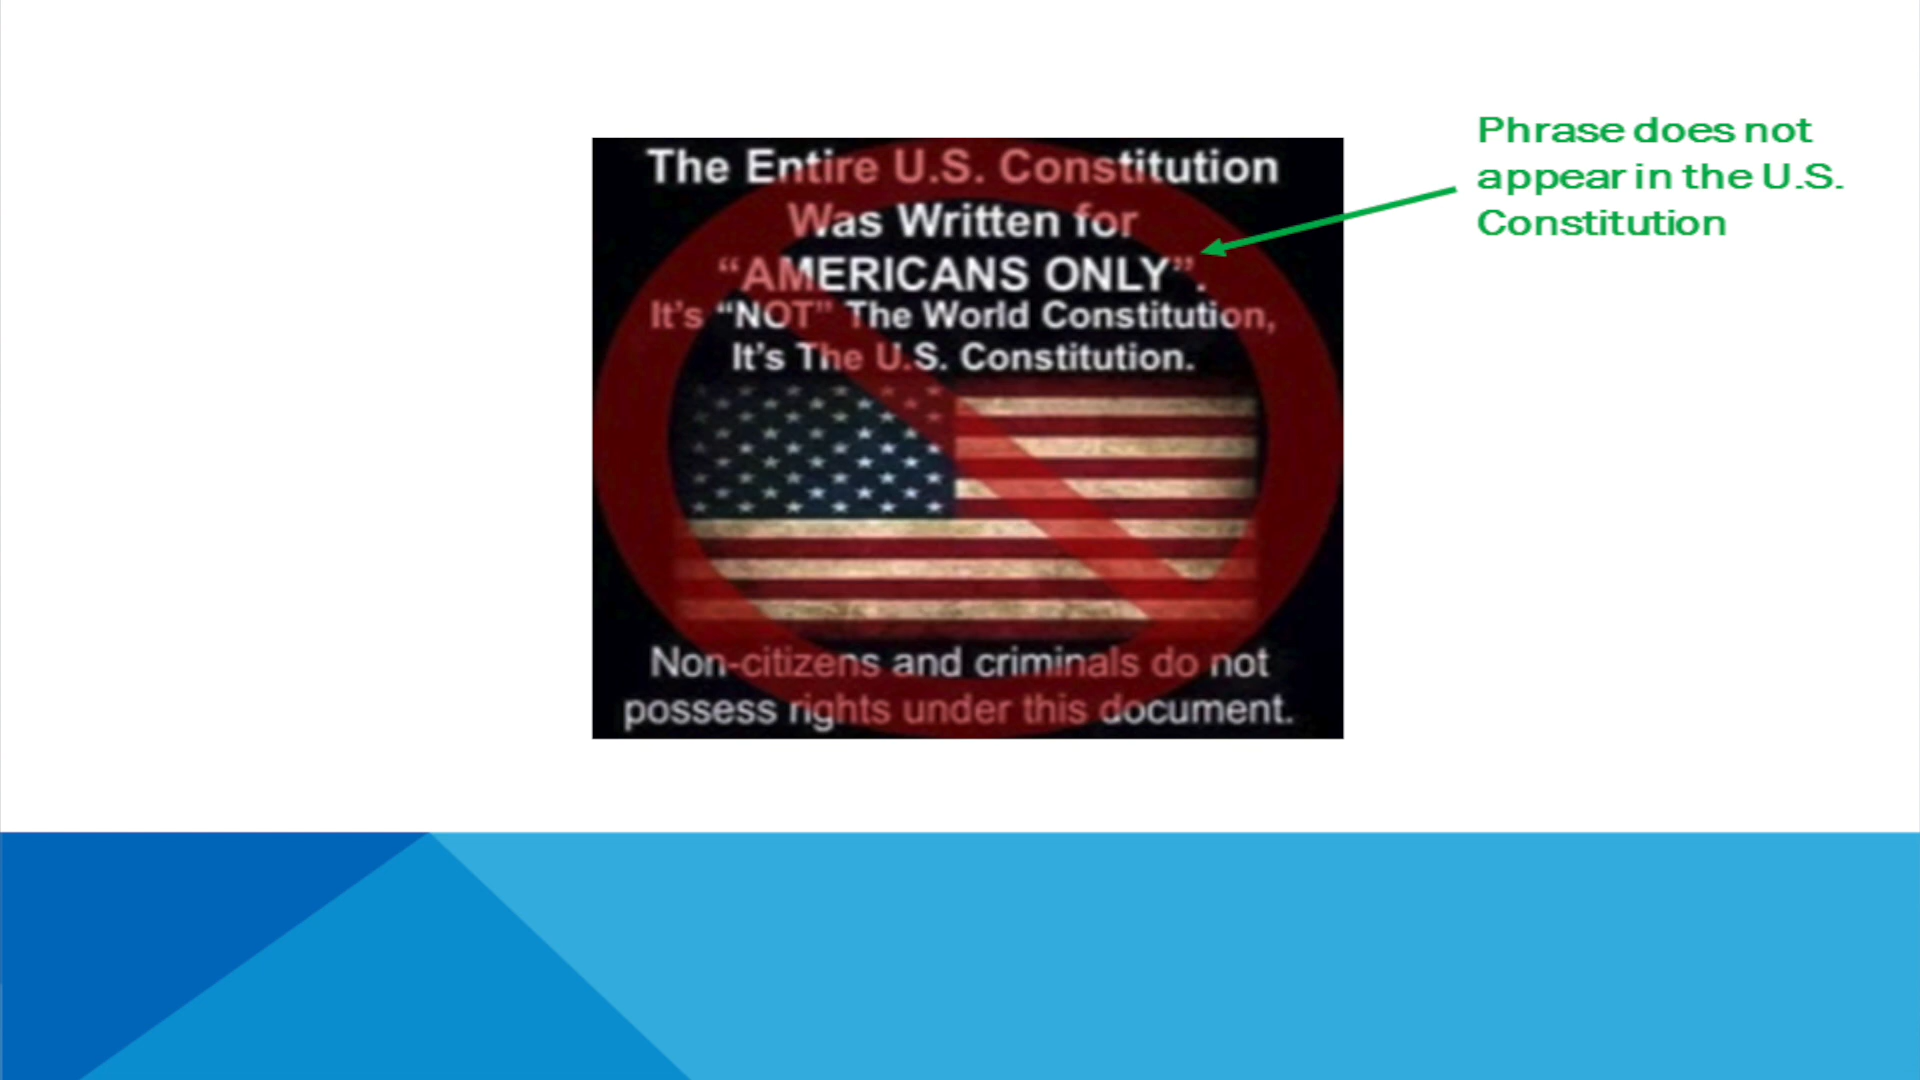 The Entire U.S. Constitution
Was Written for
“AMERICANS ONLY”.
It’s “NOT” The World Constitution,
It’s The U.S. Constitution.
Non-citizens and criminals do not
possess rights under this document.
Phrase does not
appear in the U.S.
Constitution